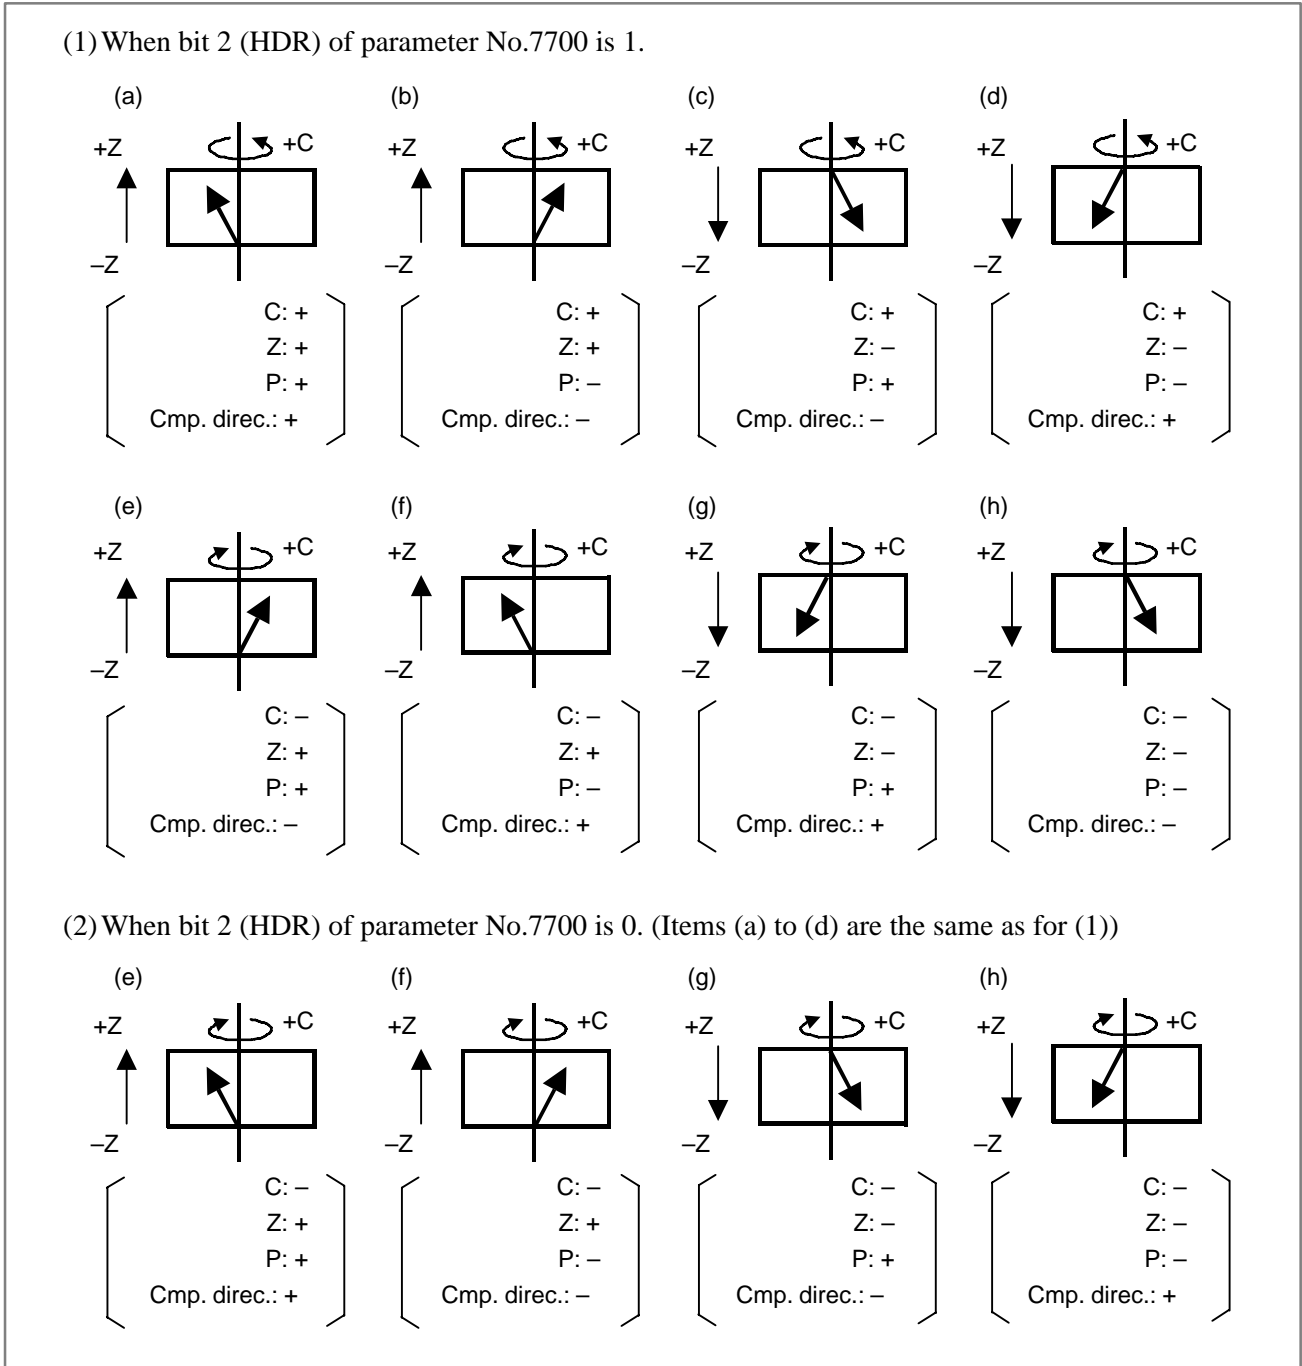 (1) When bit 2 (HDR) of parameter No.7700 is 1.
(a) (b) (c) (d)
+Z +C +Z +C +Z +C +Z +C
–Z –Z –Z –Z
C: + C: + C: + C: +
Z: + Z: + Z: – Z: –
P: + P: – P: + P: –
Cmp. direc.: + Cmp. direc.: – Cmp. direc.: – Cmp. direc.: +
(e) (f) (g) (h)
+Z +C +Z +C +Z +C +Z +C
–Z –Z –Z –Z
C: – C: – C: – C: –
Z: + Z: + Z: – Z: –
P: + P: – P: + P: –
Cmp. direc.: – Cmp. direc.: + Cmp. direc.: + Cmp. direc.: –
(2) When bit 2 (HDR) of parameter No.7700 is 0. (Items (a) to (d) are the same as for (1))
(e) (f) (g) (h)
+Z +C +Z +C +Z +C +Z +C
–Z –Z –Z –Z
C: – C: – C: – C: –
Z: + Z: + Z: – Z: –
P: + P: – P: + P: –
Cmp. direc.: + Cmp. direc.: – Cmp. direc.: – Cmp. direc.: +